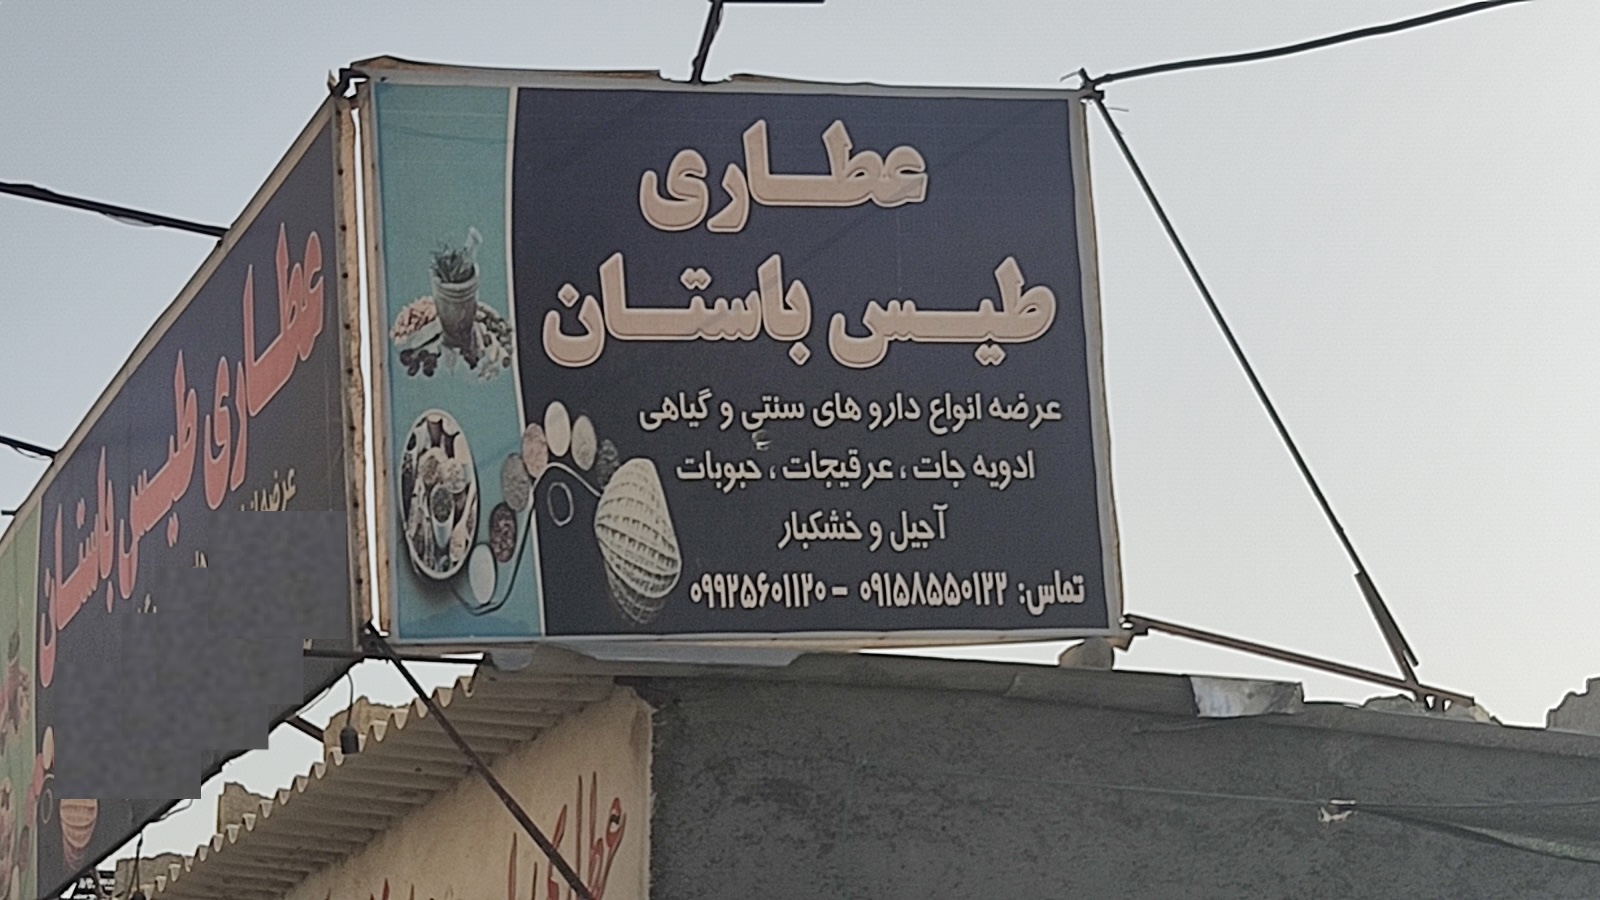 عطاری
طیس باستان
عرضه انواع دارو های سنتی و گیاهی
ادویه جات ، عرقیجات ، حبوبات
آجیل و خشکبار
تماس: ۰۹۱۵۸۵۵۰۱۲۲ - ۰۹۹۲۵۶۰۱۱۲۰
عطاری طیس باستان
عرضه